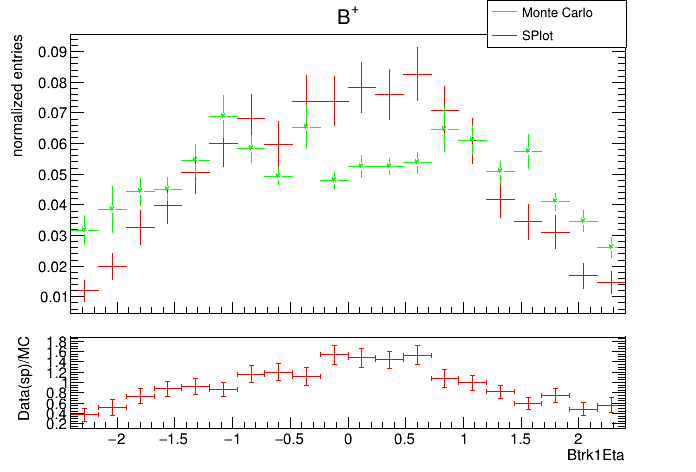 B+
Monte Carlo
SPlot
normalized entries
0.09
0.08
0.07
0.06
0.05
0.04
0.03
0.02
0.01
Data(sp)/MC
1.8
1.6
1.4
1.2
1
0.8
0.6
0.4
0.2
−2 −1.5 −1 −0.5 0 0.5 1 1.5 2
Btrk1Eta